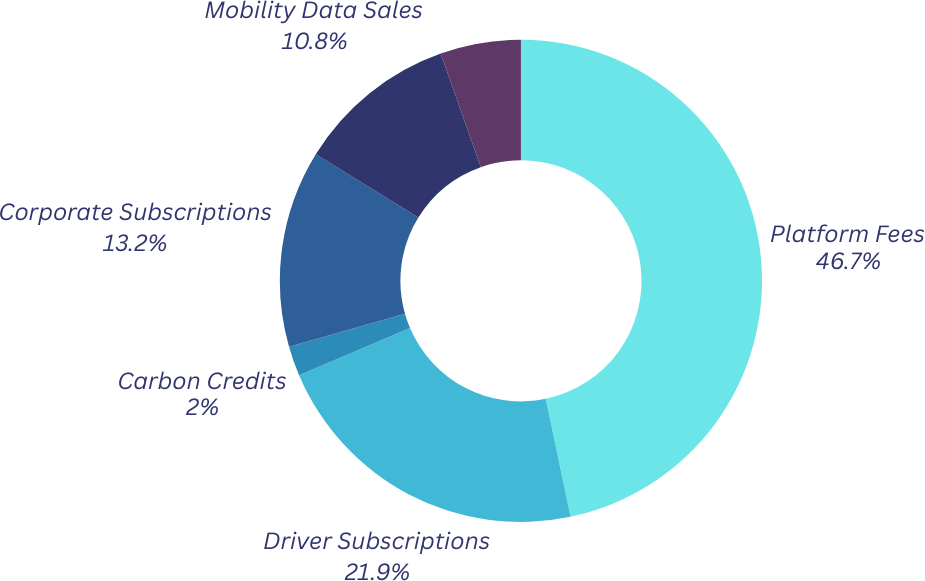 Mobility Data Sales
10.8%
Corporate Subscriptions
13.2%
Platform Fees
46.7%
Carbon Credits
2%
Driver Subscriptions
21.9%